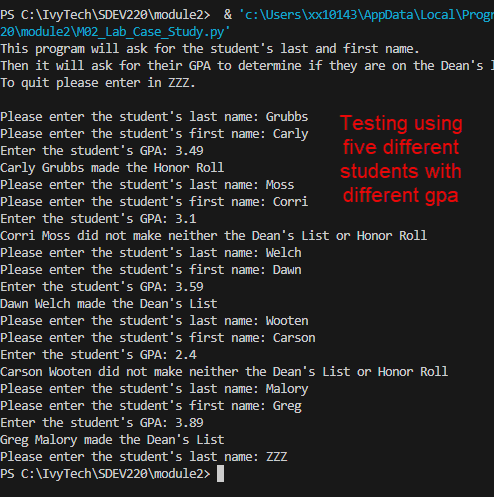 PS C:\IvyTech\SDEV220\module2>  & 'c:\Users\xx10143\AppData\Local\Progr
20\module2\M02_Lab_Case_Study.py'
This program will ask for the student's last and first name.
Then it will ask for their GPA to determine if they are on the Dean's l
To quit please enter in ZZZ.
Please enter the student's last name: Grubbs
Please enter the student's first name: Carly
Enter the student's GPA: 3.49
Carly Grubbs made the Honor Roll
Please enter the student's last name: Moss
Please enter the student's first name: Corri
Enter the student's GPA: 3.1
Corri Moss did not make neither the Dean's List or Honor Roll
Please enter the student's last name: Welch
Please enter the student's first name: Dawn
Enter the student's GPA: 3.59
Dawn Welch made the Dean's List
Please enter the student's last name: Wooten
Please enter the student's first name: Carson
Enter the student's GPA: 2.4
Carson Wooten did not make neither the Dean's List or Honor Roll
Please enter the student's last name: Malory
Please enter the student's first name: Greg
Enter the student's GPA: 3.89
Greg Malory made the Dean's List
Please enter the student's last name: ZZZ
PS C:\IvyTech\SDEV220\module2>
Testing using
five different
students with
different gpa